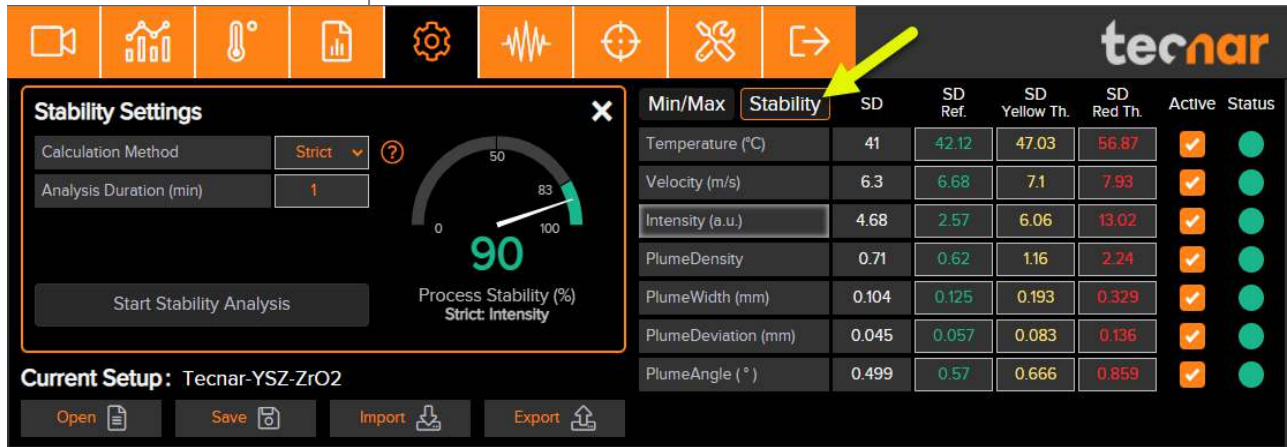 tecnar
Stability Settings
Calculation Method Strict ?
Analysis Duration (min) 1
50
83
0 100
90
Process Stability (%)
Strict: Intensity
Start Stability Analysis
Current Setup: Tecnar-YSZ-ZrO2
Open Save Import Export
Min/Max Stability SD SD Ref. SD Yellow Th. SD Red Th. Active Status
Temperature (°C) 41 42.12 47.03 56.87
Velocity (m/s) 6.3 6.68 7.1 7.93
Intensity (a.u.) 4.68 2.57 6.06 13.02
PlumeDensity 0.71 0.62 1.16 2.24
PlumeWidth (mm) 0.104 0.125 0.193 0.329
PlumeDeviation (mm) 0.045 0.057 0.083 0.136
PlumeAngle (°) 0.499 0.57 0.666 0.859